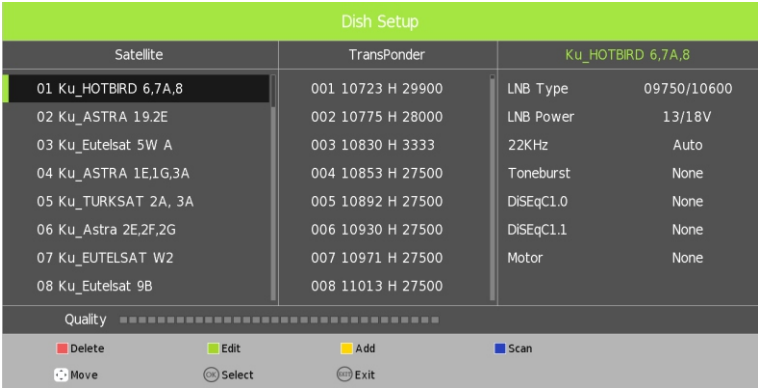 Dish Setup
Satellite TransPonder Ku_HOTBIRD 6,7A,8
01 Ku_HOTBIRD 6,7A,8 001 10723 H 29900 LNB Type 09750/10600
02 Ku_ASTRA 19.2E 002 10775 H 28000 LNB Power 13/18V
03 Ku_Eutelsat 5W A 003 10830 H 3333 22KHz Auto
04 Ku_ASTRA 1E,1G,3A 004 10853 H 27500 Toneburst None
05 Ku_TURKSAT 2A, 3A 005 10892 H 27500 DiSEqC1.0 None
06 Ku_Astra 2E,2F,2G 006 10930 H 27500 DiSEqC1.1 None
07 Ku_EUTELSAT W2 007 10971 H 27500 Motor None
08 Ku_Eutelsat 9B 008 11013 H 27500
Quality
Delete Edit Add Scan
Move OK Select EXIT Exit